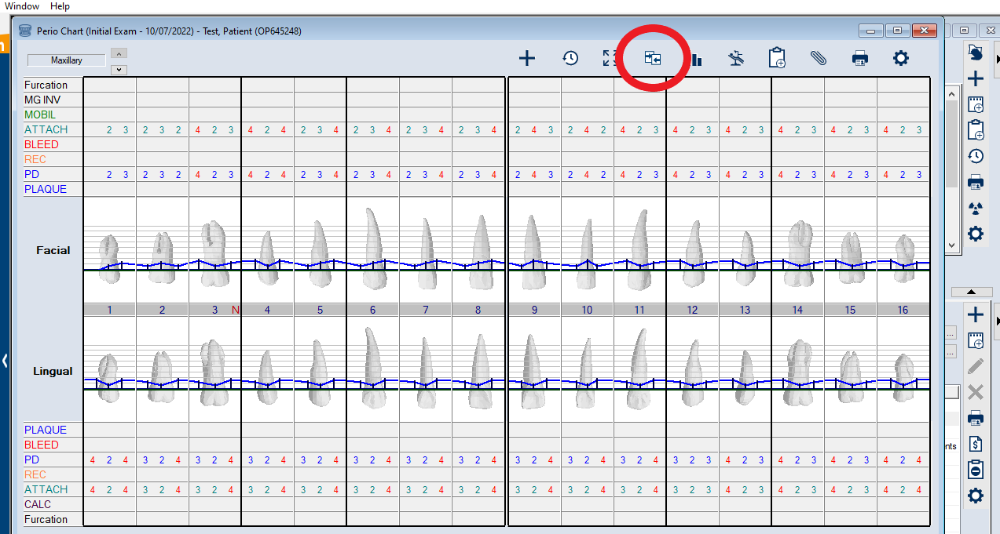 Window Help
Perio Chart (Initial Exam - 10/07/2022) - Test, Patient (OP645248)
Maxillary
Furcation
MG INV
MOBIL
ATTACH 2 3 2 3 2 4 2 3 4 2 4 4 2 3 2 3 4 2 3 4 2 3 4 2 4 3 2 4 2 4 2 3 4 2 3 4 2 3 4 2 3 4 2 3 4 2 3
BLEED
REC
PD 2 3 2 3 2 4 2 3 4 2 4 4 2 3 2 3 4 2 3 4 2 3 4 2 4 3 2 4 2 4 2 3 4 2 3 4 2 3 4 2 3 4 2 3 4 2 3
PLAQUE
Facial
1 2 3 N 4 5 6 7 8 9 10 11 12 13 14 15 16
Lingual
PLAQUE
BLEED
PD 4 2 4 3 2 4 3 2 4 3 2 4 3 2 4 3 2 4 3 2 4 3 2 4 3 2 4 3 2 4 3 2 4 3 2 3 4 2 3 4 2 3 4 2 3 4 2 4
REC
ATTACH 4 2 4 3 2 4 3 2 4 3 2 4 3 2 4 3 2 4 3 2 4 3 2 4 3 2 4 3 2 4 3 2 4 3 2 3 4 2 3 4 2 3 4 2 3 4 2 4
CALC
Furcation
nts